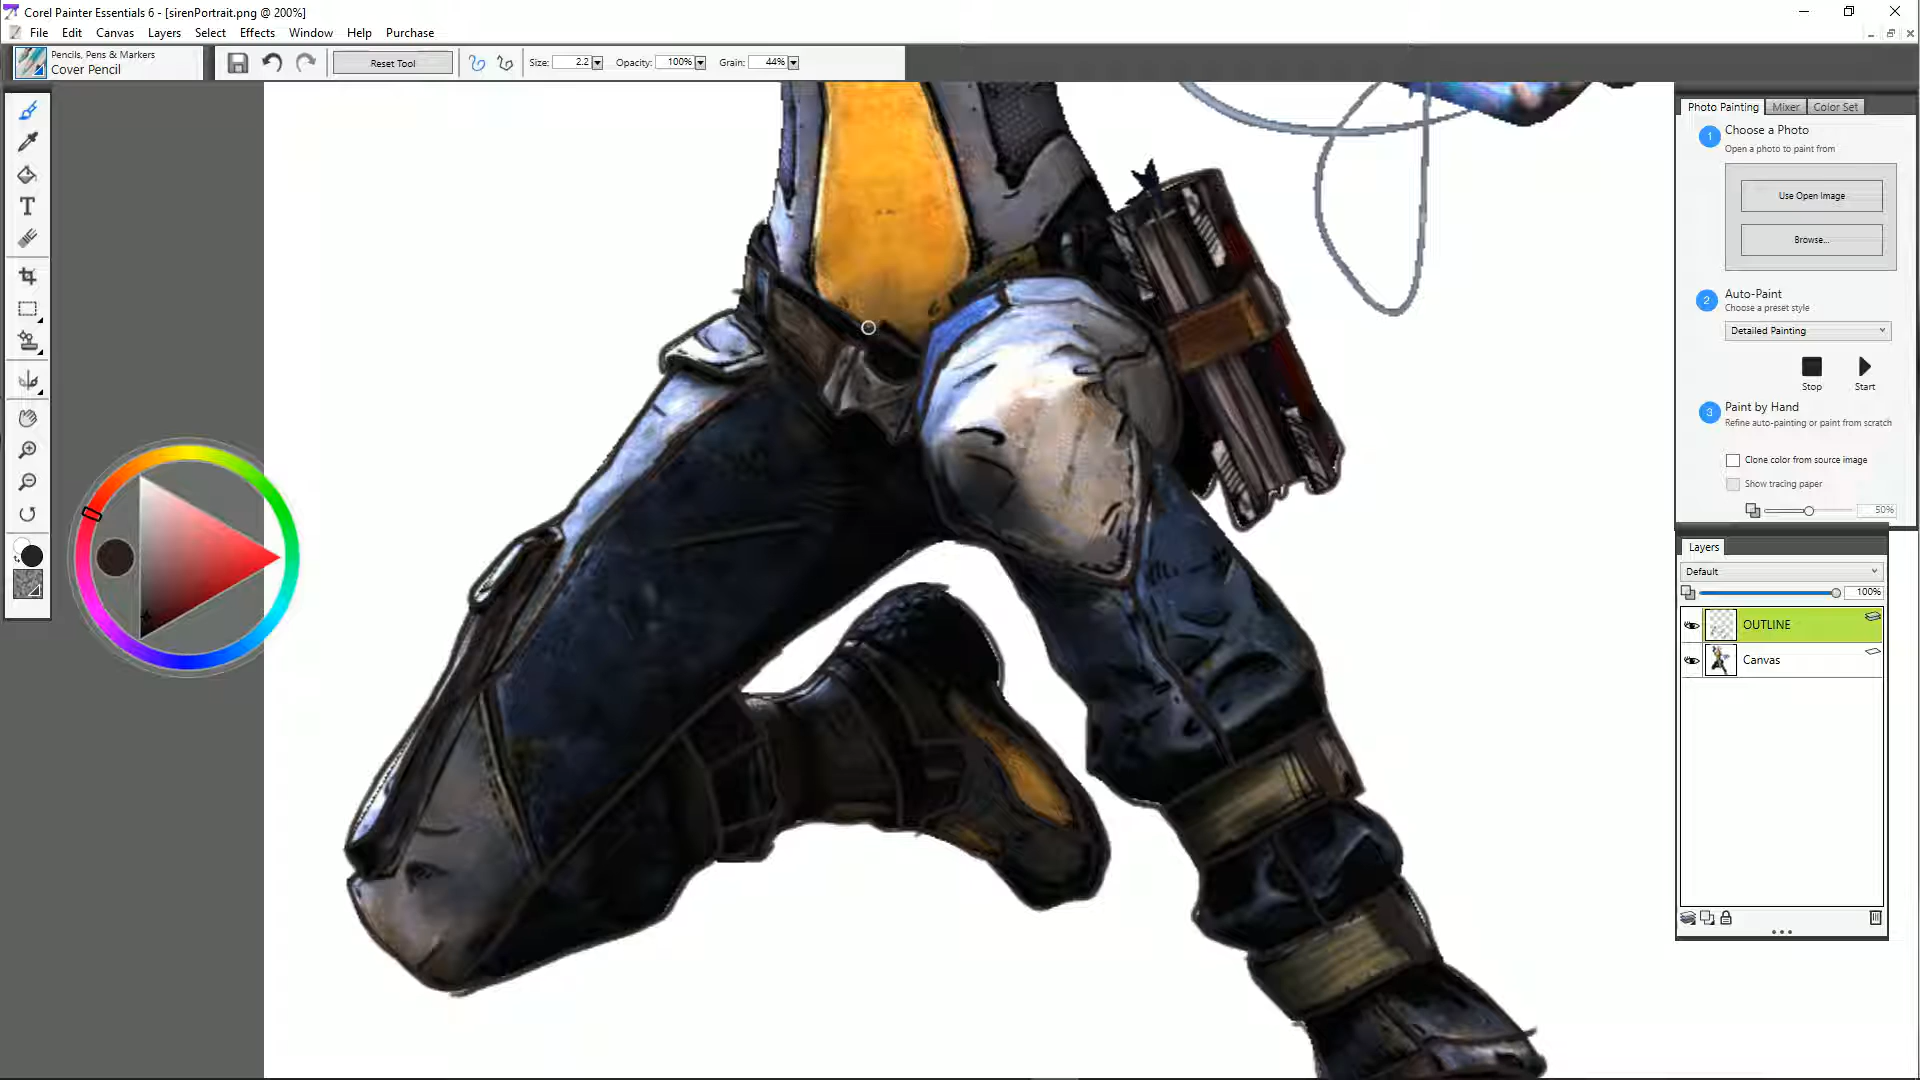 Corel Painter Essentials 6 - [sirenPortrait.png @ 200%]
File Edit Canvas Layers Select Effects Window Help Purchase
Pencils, Pens & Markers
Cover Pencil
Reset Tool
Size: 2.2
Opacity: 100%
Grain: 44%
Photo Painting Mixer Color Set
1 Choose a Photo
Open a photo to paint from
Use Open Image
Browse...
2 Auto-Paint
Choose a preset style
Detailed Painting
Stop Start
3 Paint by Hand
Refine auto-painting or paint from scratch
Clone color from source image
Show tracing paper
50%
Layers
Default
100%
OUTLINE
Canvas